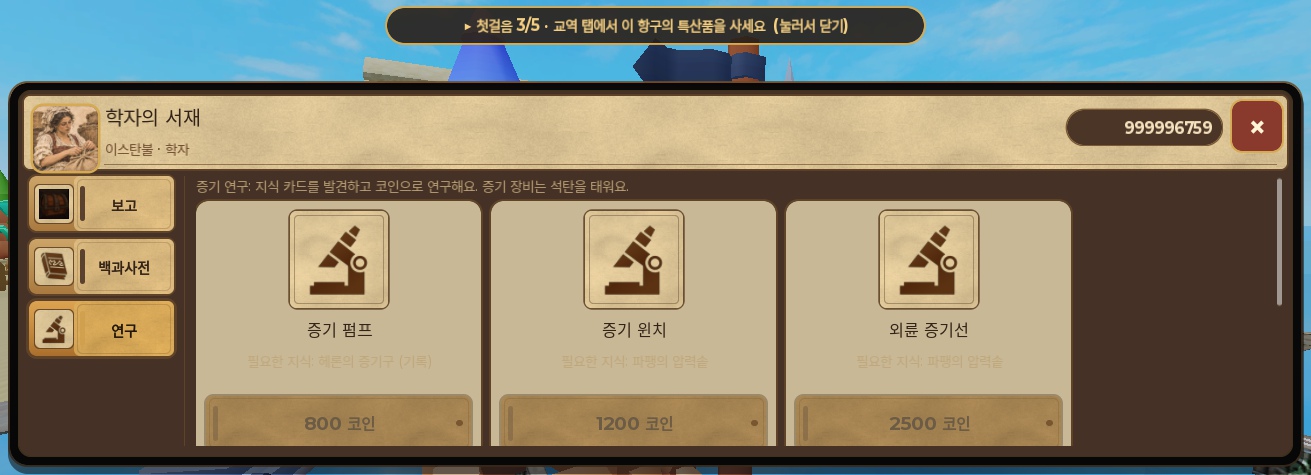 ▸ 첫걸음 3/5 · 교역 탭에서 이 항구의 특산품을 사세요 (눌러서 닫기)
학자의 서재
이스탄불 · 학자
999996759
×
보고
백과사전
연구
증기 연구: 지식 카드를 발견하고 코인으로 연구해요. 증기 장비는 석탄을 태워요.
증기 펌프
필요한 지식: 헤론의 증기구 (기록)
800 코인
증기 윈치
필요한 지식: 파팽의 압력솥
1200 코인
외륜 증기선
필요한 지식: 파팽의 압력솥
2500 코인